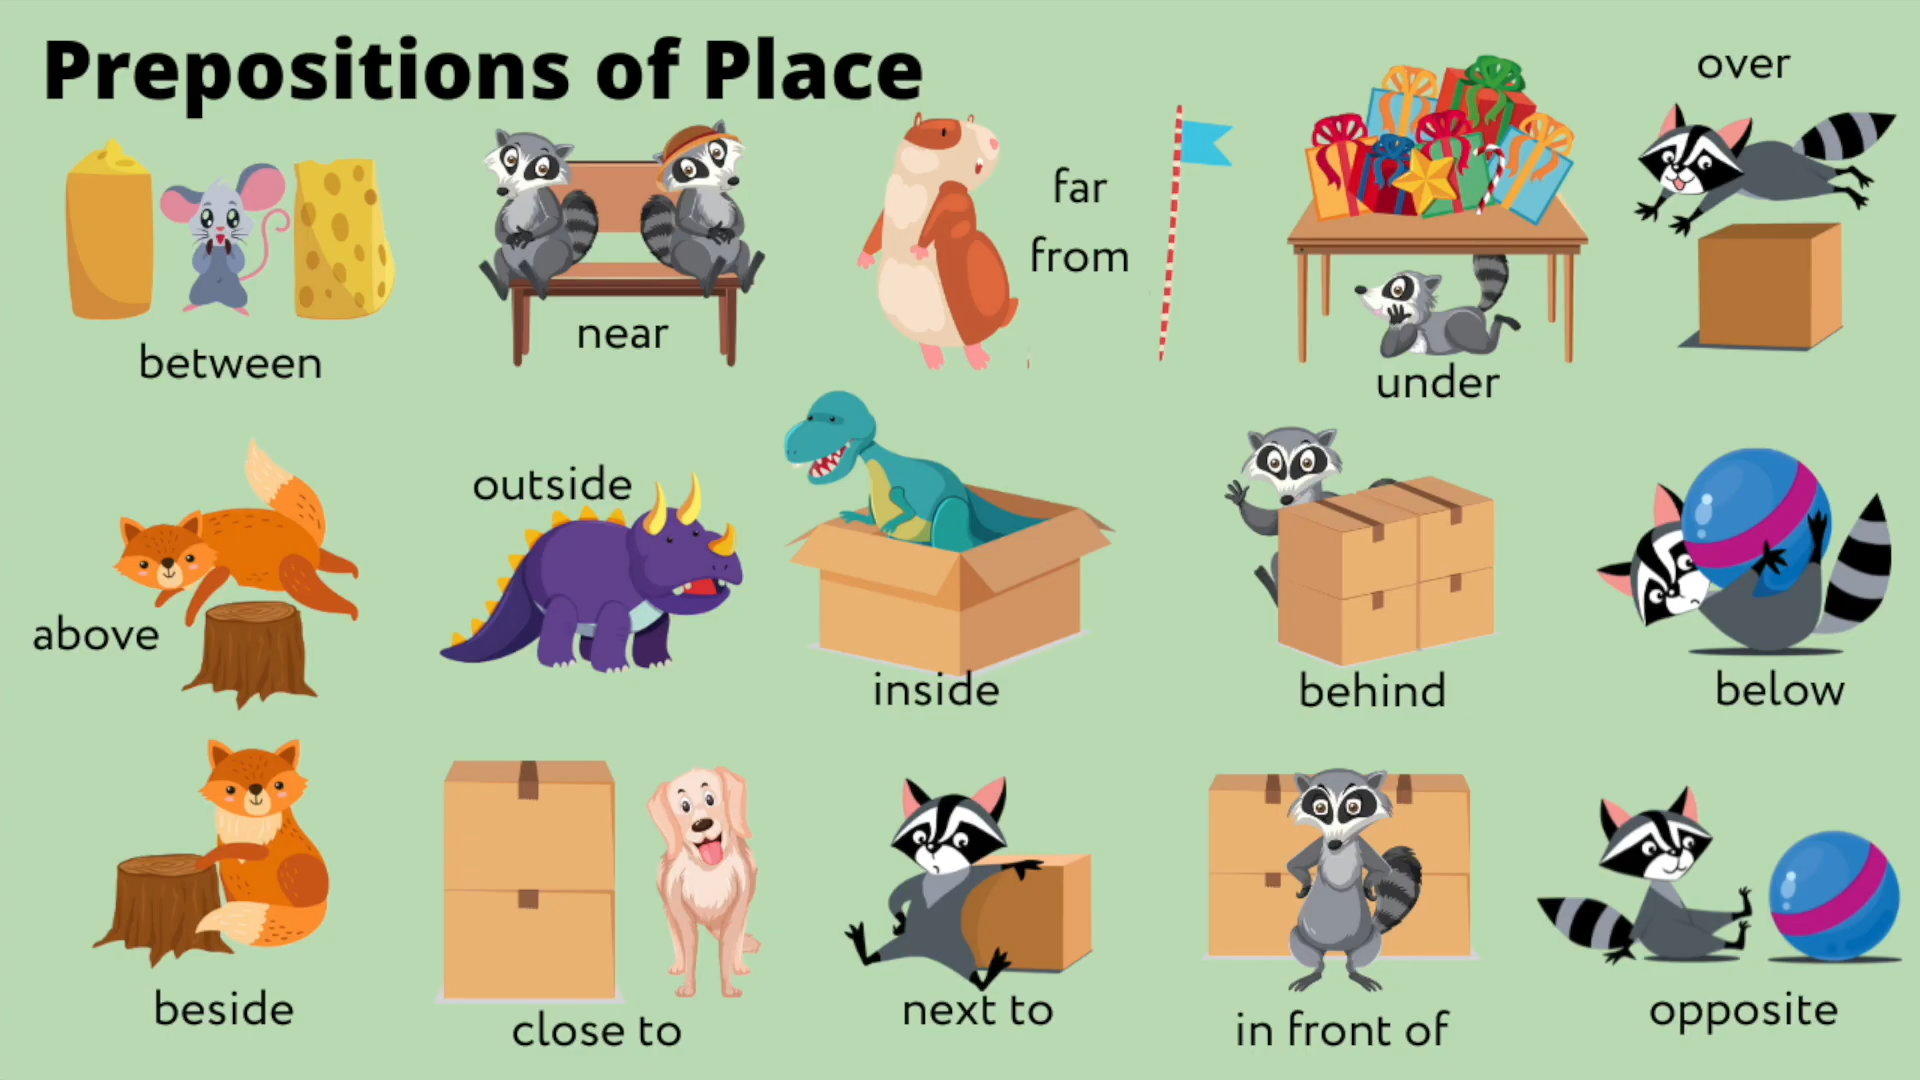 Prepositions of Place
between
near
far
from
under
over
above
outside
inside
behind
below
beside
close to
next to
in front of
opposite